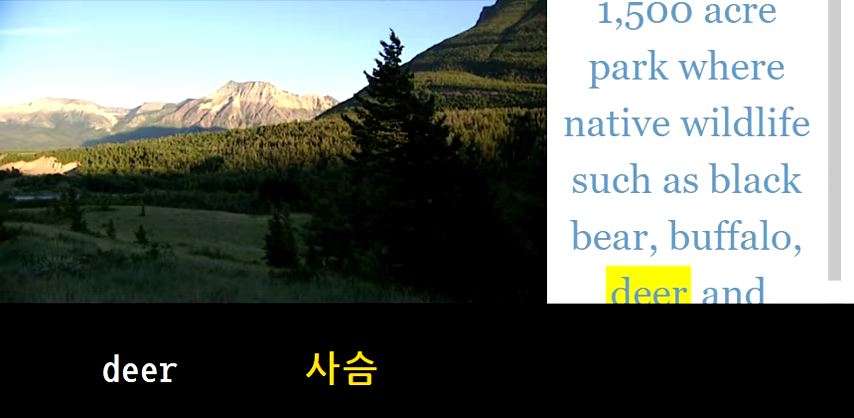 1,500 acre
park where
native wildlife
such as black
bear, buffalo,
deer and
deer 사슴